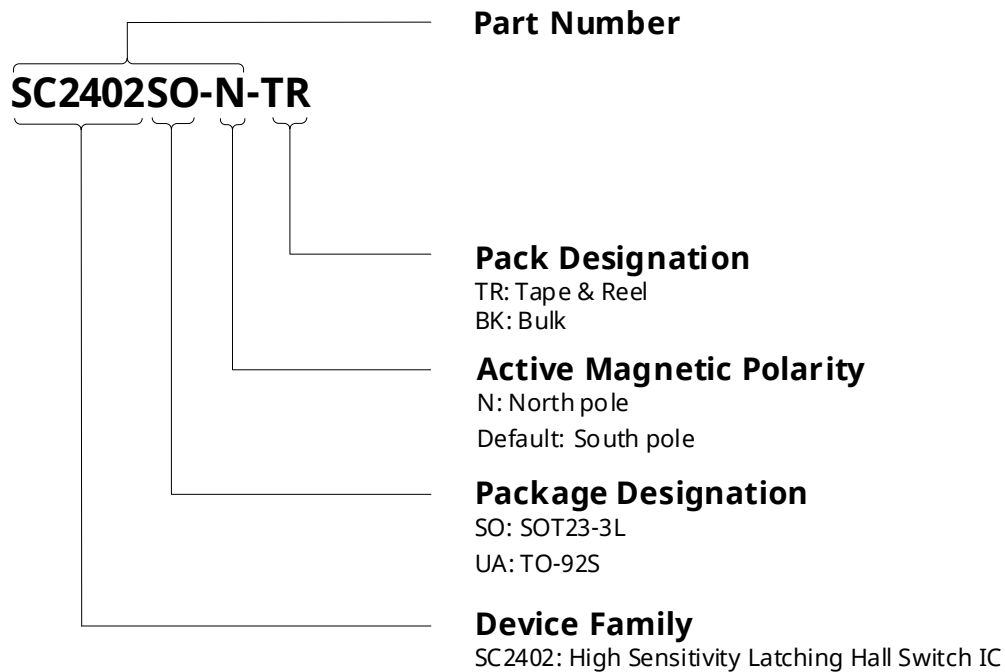 Part Number
SC2402SO-N-TR
Pack Designation
TR: Tape & Reel
BK: Bulk
Active Magnetic Polarity
N: North pole
Default: South pole
Package Designation
SO: SOT23-3L
UA: TO-92S
Device Family
SC2402: High Sensitivity Latching Hall Switch IC